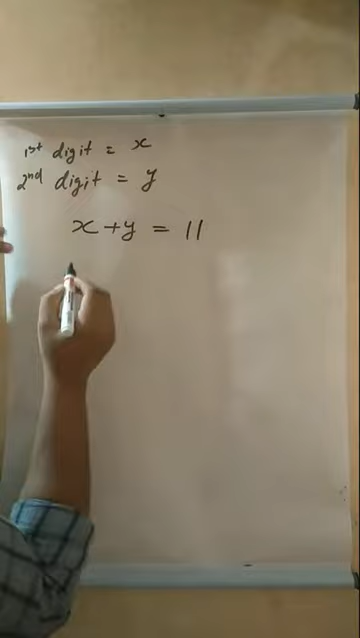 1st digit = x
2nd digit = y
x + y = 11